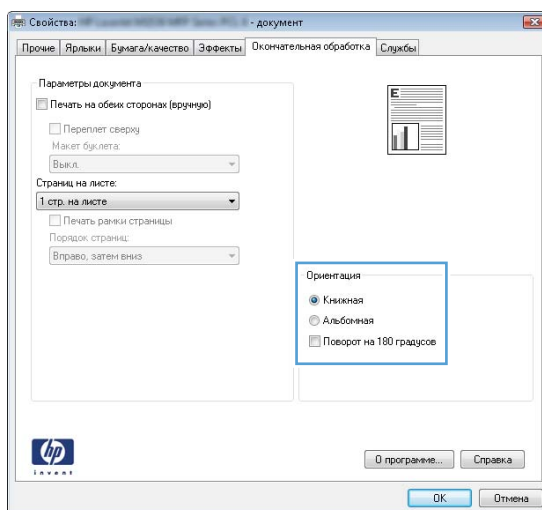 Свойства: - документ
Прочие Ярлыки Бумага/качество Эффекты Окончательная обработка Службы
Параметры документа
Печать на обеих сторонах (вручную)
Переплет сверху
Макет буклета:
Выкл.
Страниц на листе:
1 стр. на листе
Печать рамки страницы
Порядок страниц:
Вправо, затем вниз
E
Ориентация
Книжная
Альбомная
Поворот на 180 градусов
hp
invent
О программе... Справка
OK Отмена